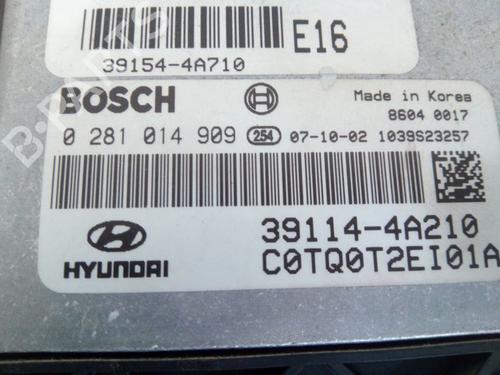 E16
39154-4A710
BOSCH
Made in Korea
8604 0017
0 281 014 909 254 07-10-02 1039S23257
39114-4A210
HYUNDAI
C0TQ0T2EI01A
B-PARTS